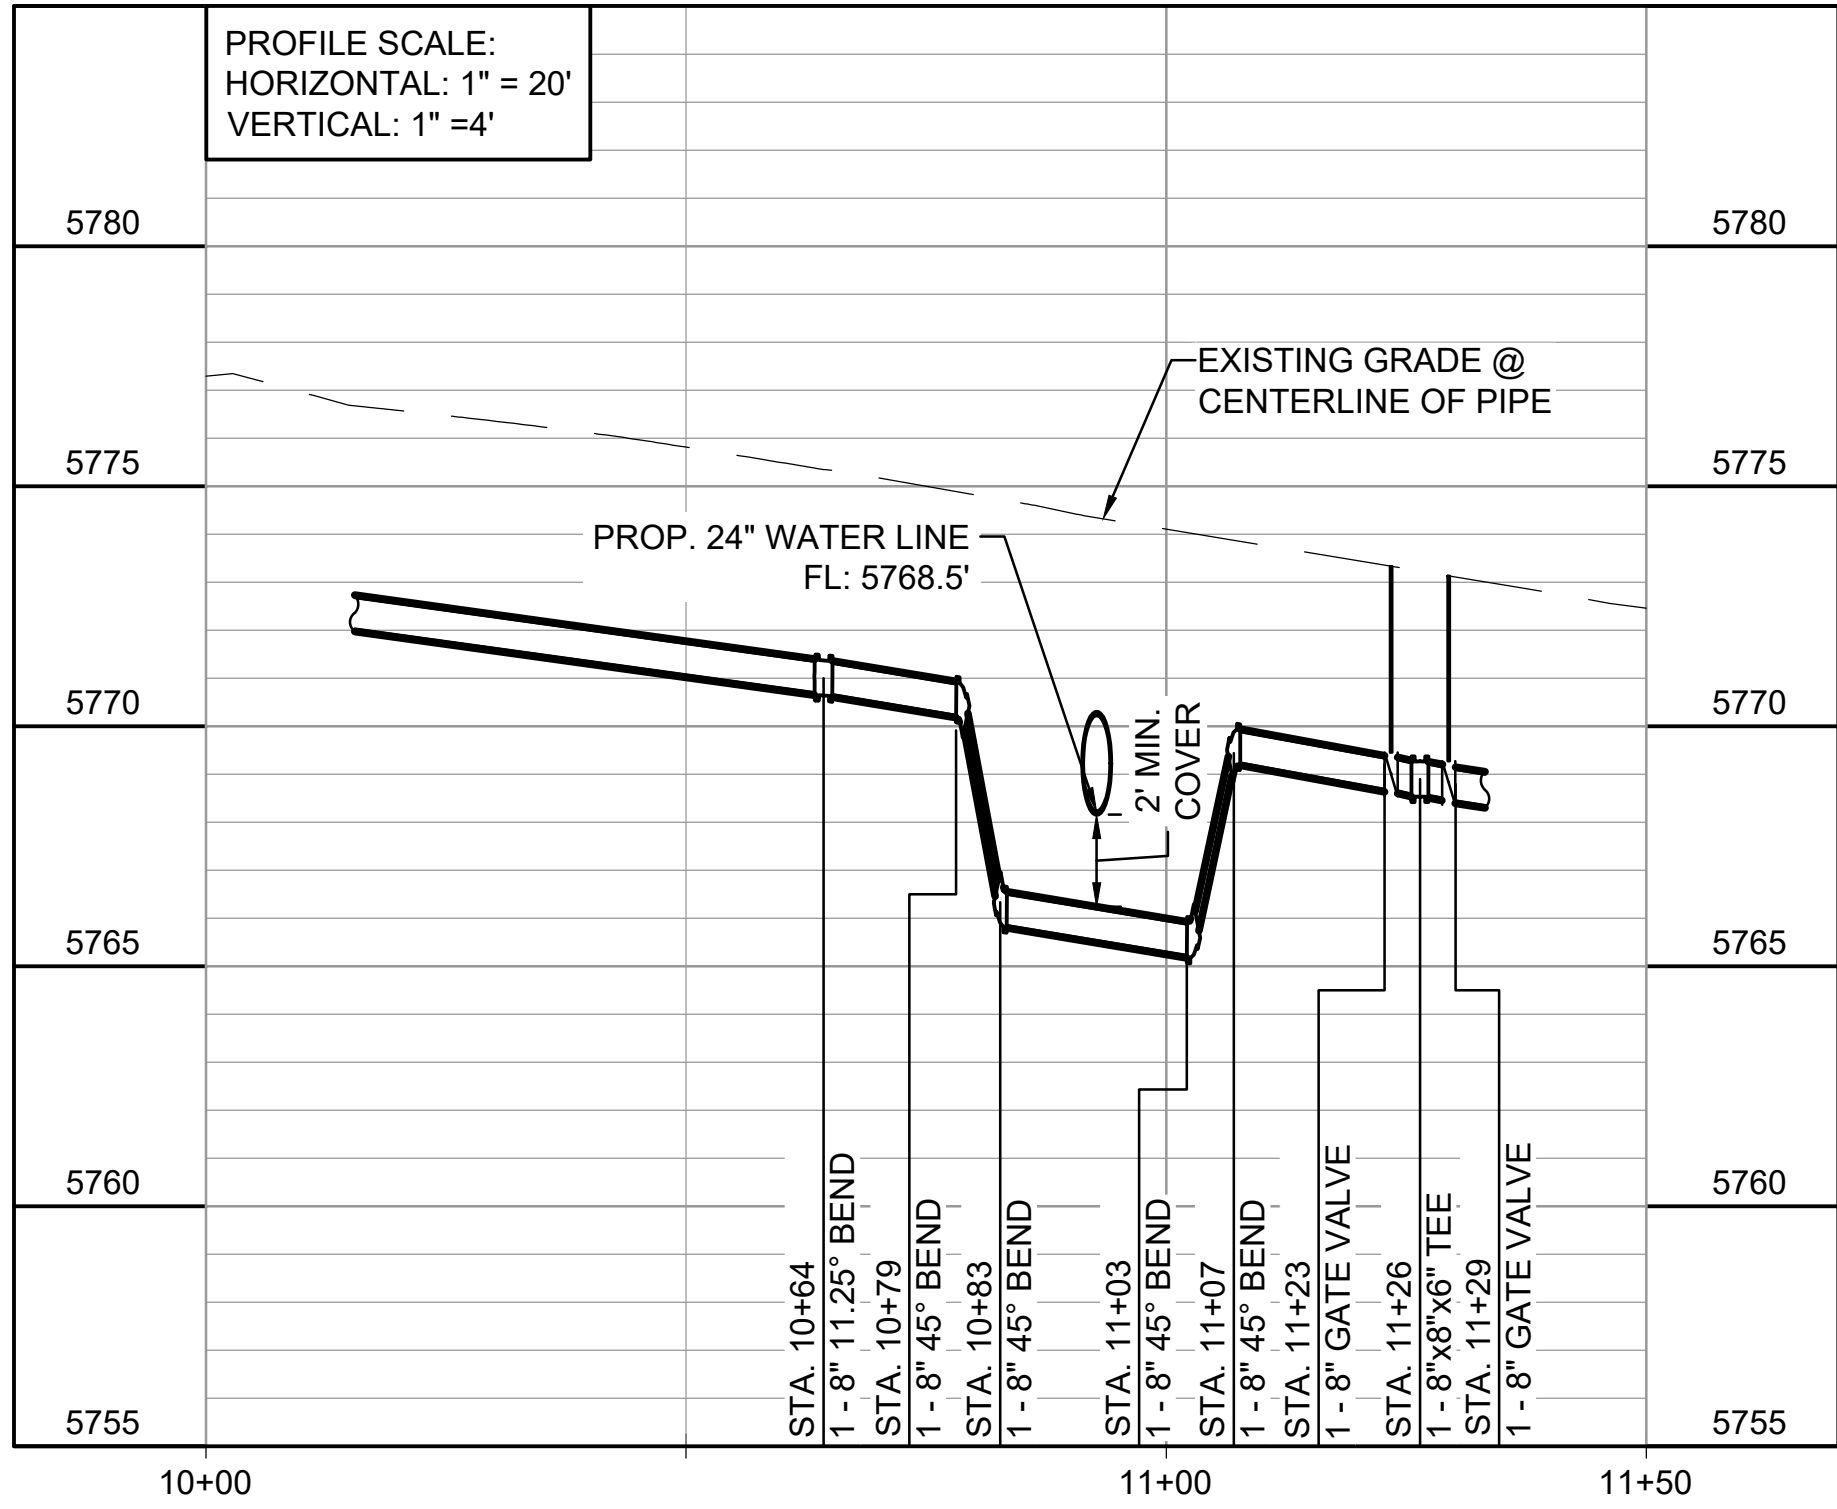 PROFILE SCALE:
HORIZONTAL: 1" = 20'
VERTICAL: 1" =4'
5780
5780
EXISTING GRADE @
CENTERLINE OF PIPE
5775
5775
PROP. 24" WATER LINE
FL: 5768.5'
2' MIN.
COVER
5770
5770
5765
5765
5760
5760
STA. 10+64
1 - 8" 11.25° BEND
STA. 10+79
1 - 8" 45° BEND
STA. 10+83
1 - 8" 45° BEND
STA. 11+03
1 - 8" 45° BEND
STA. 11+07
1 - 8" 45° BEND
STA. 11+23
1 - 8" GATE VALVE
STA. 11+26
1 - 8"x8"x6" TEE
STA. 11+29
1 - 8" GATE VALVE
5755
5755
10+00
11+00
11+50